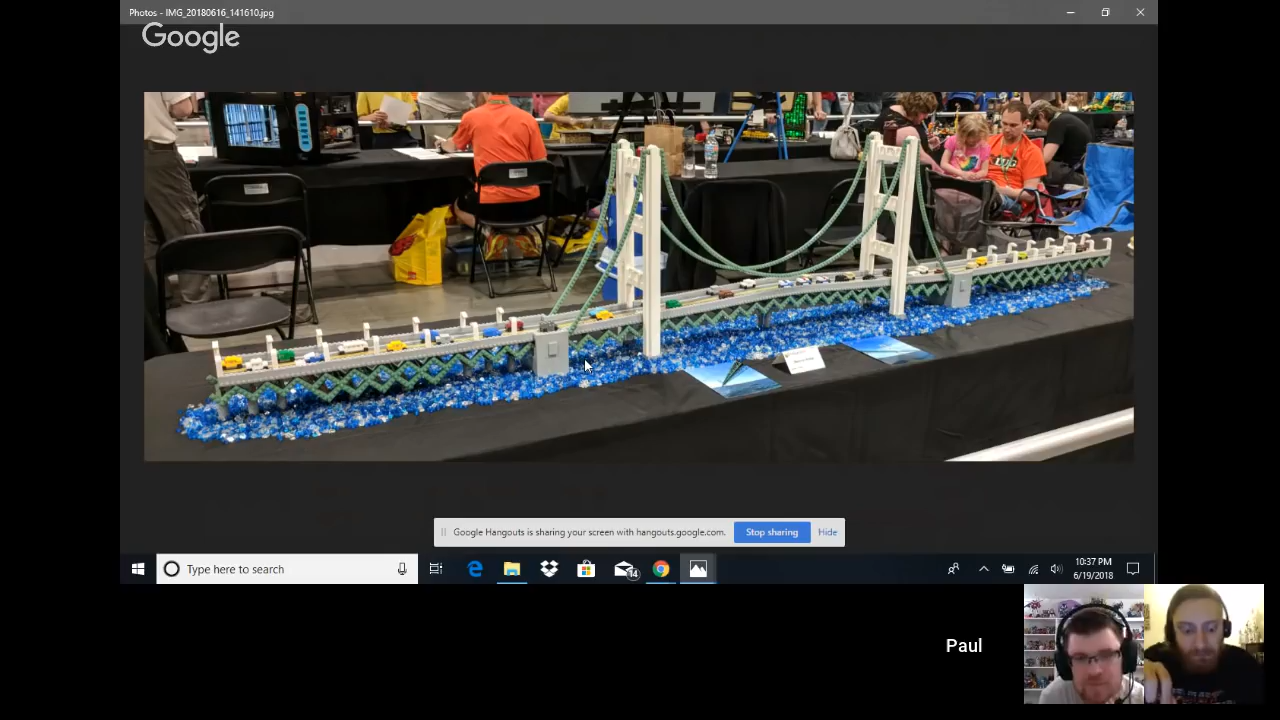 Photos - IMG_20180616_141610.jpg
Google
Google Hangouts is sharing your screen with hangouts.google.com.
Stop sharing
Hide
Type here to search
14
10:37 PM
6/19/2018
Paul